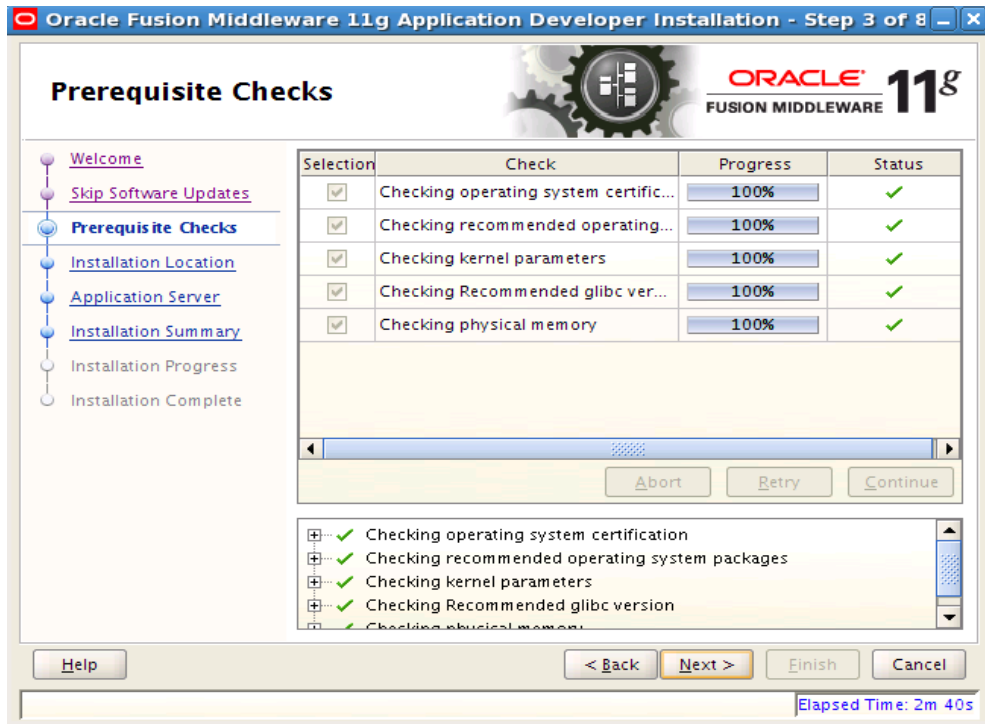 Oracle Fusion Middleware 11g Application Developer Installation - Step 3 of 8
Prerequisite Checks
ORACLE
FUSION MIDDLEWARE
11g
Welcome
Skip Software Updates
Prerequisite Checks
Installation Location
Application Server
Installation Summary
Installation Progress
Installation Complete
Selection Check Progress Status
Checking operating system certific... 100%
Checking recommended operating... 100%
Checking kernel parameters 100%
Checking Recommended glibc ver... 100%
Checking physical memory 100%
Abort Retry Continue
Checking operating system certification
Checking recommended operating system packages
Checking kernel parameters
Checking Recommended glibc version
Checking physical memory
Help < Back Next > Finish Cancel
Elapsed Time: 2m 40s